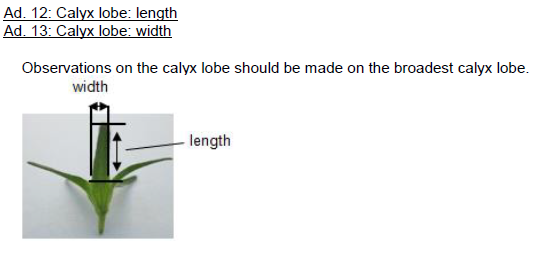 Ad. 12: Calyx lobe: length
Ad. 13: Calyx lobe: width
Observations on the calyx lobe should be made on the broadest calyx lobe.
width
length